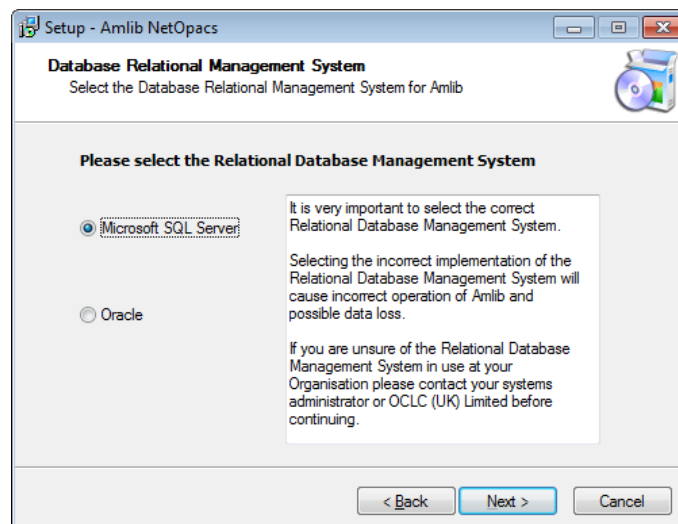 Setup - Amlib NetOpacs
Database Relational Management System
Select the Database Relational Management System for Amlib
Please select the Relational Database Management System
Microsoft SQL Server
Oracle
It is very important to select the correct
Relational Database Management System.
Selecting the incorrect implementation of the
Relational Database Management System will
cause incorrect operation of Amlib and
possible data loss.
If you are unsure of the Relational Database
Management System in use at your
Organisation please contact your systems
administrator or OCLC (UK) Limited before
continuing.
< Back
Next >
Cancel